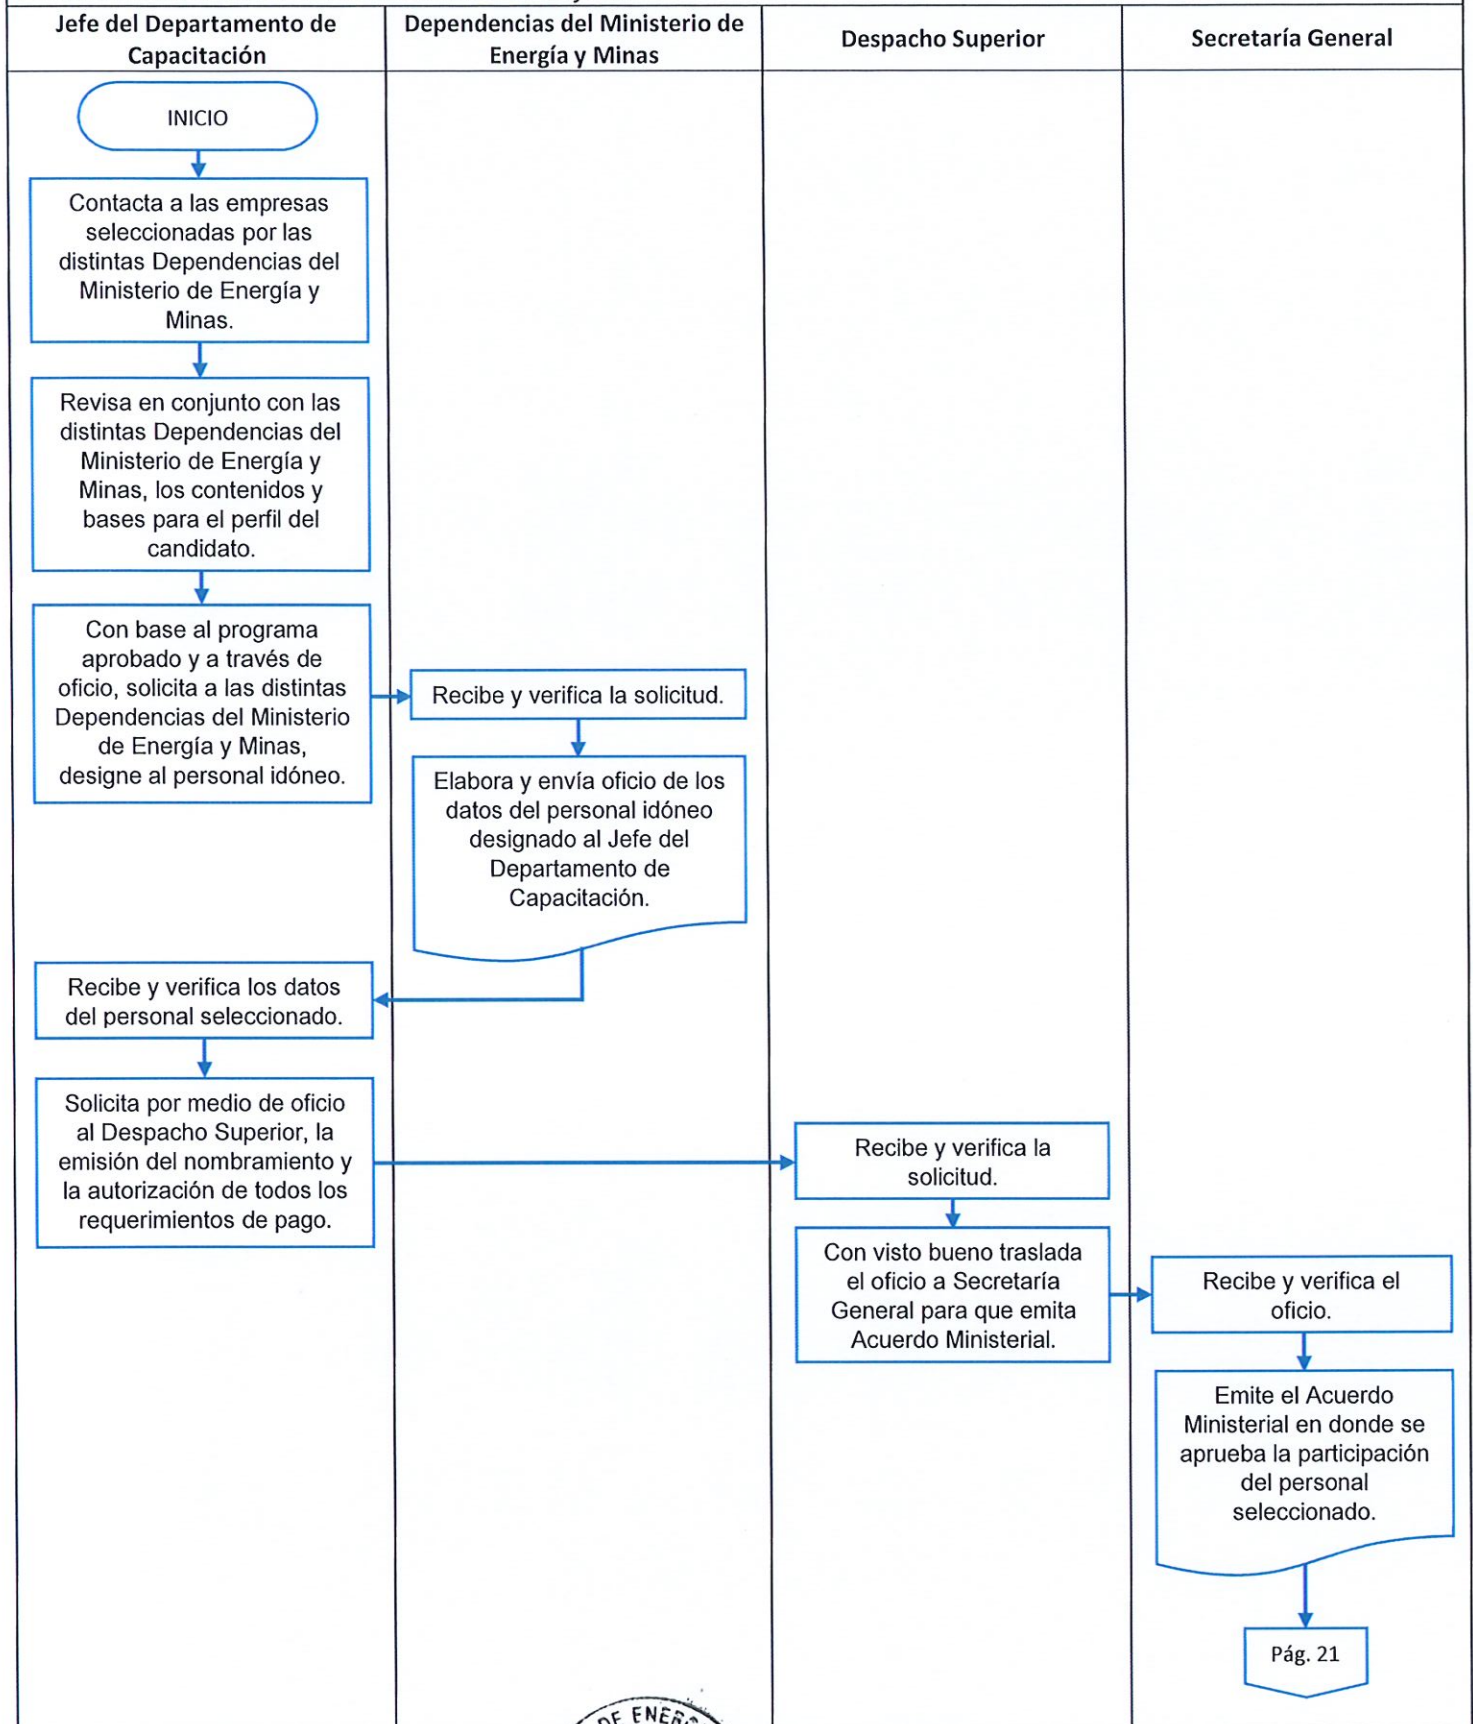 Jefe del Departamento de
Capacitación
Dependencias del Ministerio de
Energía y Minas
Despacho Superior
Secretaría General
INICIO
Contacta a las empresas
seleccionadas por las
distintas Dependencias del
Ministerio de Energía y
Minas.
Revisa en conjunto con las
distintas Dependencias del
Ministerio de Energía y
Minas, los contenidos y
bases para el perfil del
candidato.
Con base al programa
aprobado y a través de
oficio, solicita a las distintas
Dependencias del Ministerio
de Energía y Minas,
designe al personal idóneo.
Recibe y verifica la solicitud.
Elabora y envía oficio de los
datos del personal idóneo
designado al Jefe del
Departamento de
Capacitación.
Recibe y verifica los datos
del personal seleccionado.
Solicita por medio de oficio
al Despacho Superior, la
emisión del nombramiento y
la autorización de todos los
requerimientos de pago.
Recibe y verifica la
solicitud.
Con visto bueno traslada
el oficio a Secretaría
General para que emita
Acuerdo Ministerial.
Recibe y verifica el
oficio.
Emite el Acuerdo
Ministerial en donde se
aprueba la participación
del personal
seleccionado.
Pág. 21
DE